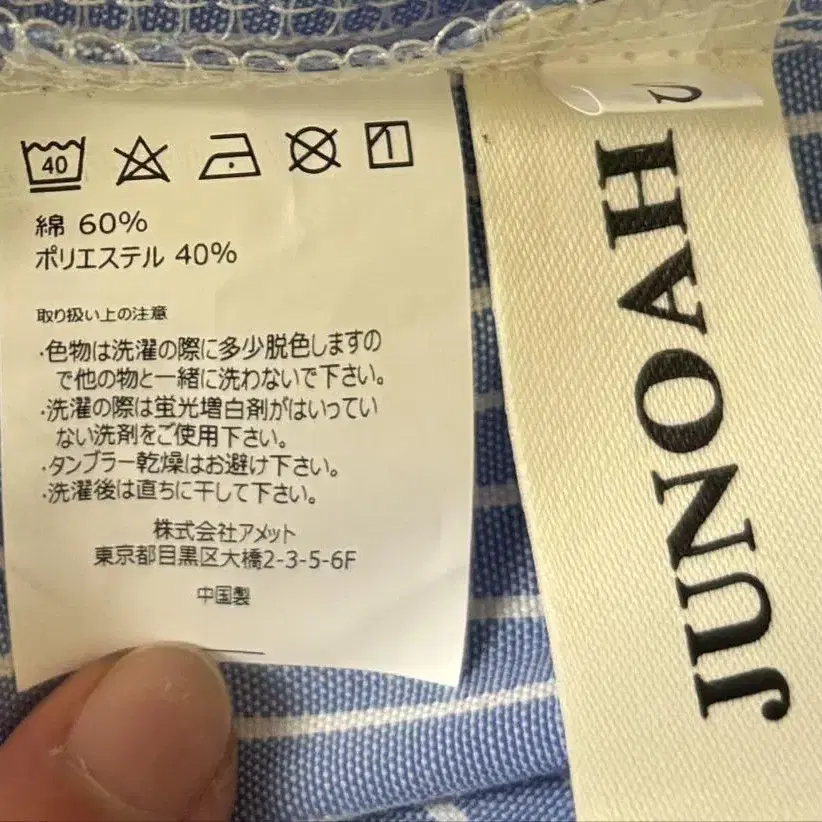 40
綿 60%
ポリエステル 40%
取り扱い上の注意
・色物は洗濯の際に多少脱色しますの
で他の物と一緒に洗わないで下さい。
・洗濯の際は蛍光増白剤がはいってい
ない洗剤をご使用下さい。
・タンブラー乾燥はお避け下さい。
・洗濯後は直ちに干して下さい。
株式会社アメット
東京都目黒区大橋2-3-5-6F
中国製
JUNOAH